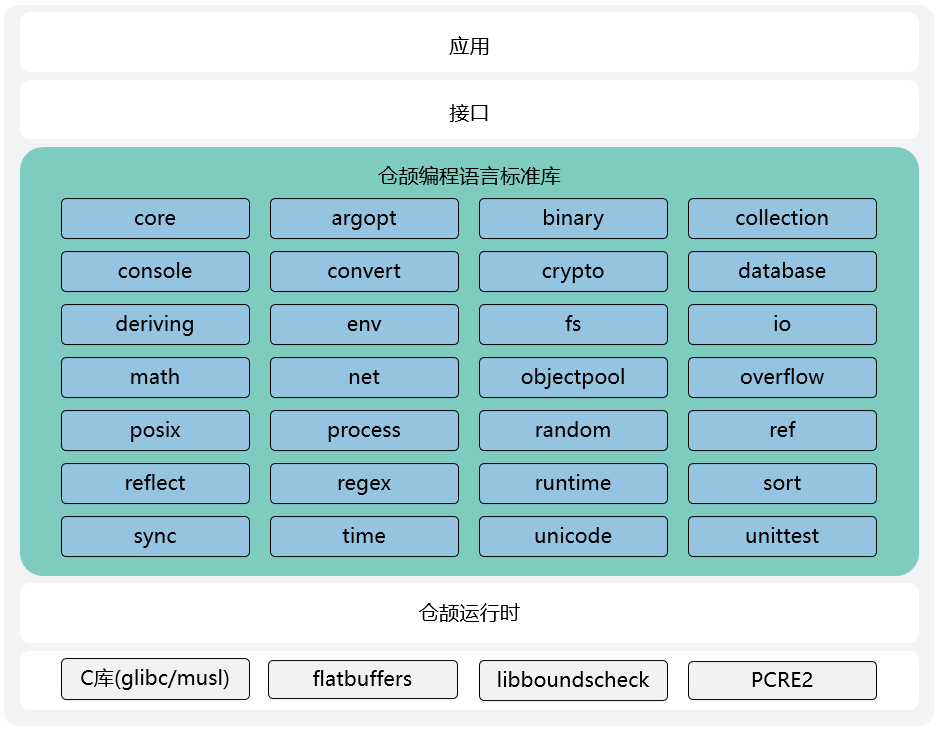 应用
接口
仓颉编程语言标准库
core argopt binary collection
console convert crypto database
deriving env fs io
math net objectpool overflow
posix process random ref
reflect regex runtime sort
sync time unicode unittest
仓颉运行时
C库(glibc/musl) flatbuffers libboundscheck PCRE2